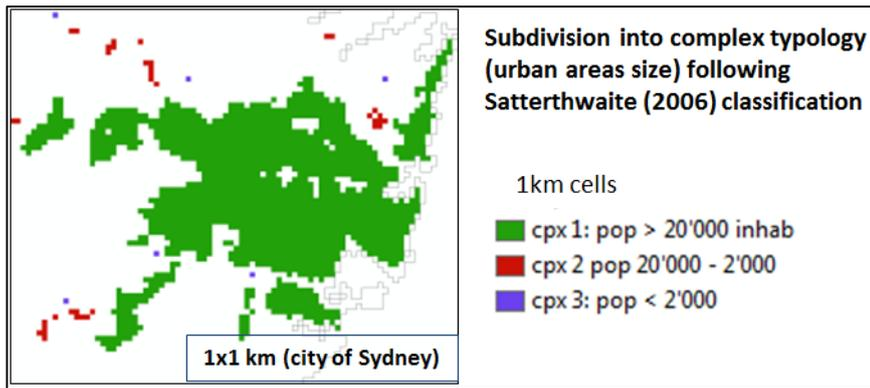 Subdivision into complex typology
(urban areas size) following
Satterthwaite (2006) classification
1km cells
cpx 1: pop > 20'000 inhab
cpx 2 pop 20'000 - 2'000
cpx 3: pop < 2'000
1x1 km (city of Sydney)